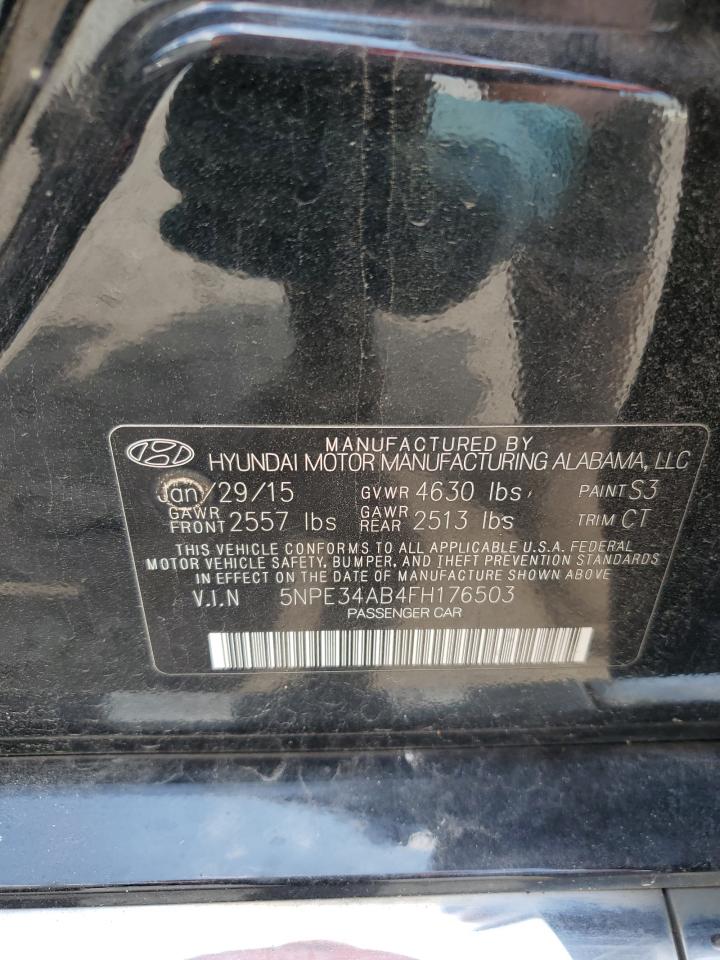 MANUFACTURED BY
HYUNDAI MOTOR MANUFACTURING ALABAMA, LLC
Jan/29/15 GVWR 4630 lbs PAINT S3
GAWR FRONT 2557 lbs GAWR REAR 2513 lbs TRIM CT
THIS VEHICLE CONFORMS TO ALL APPLICABLE U.S.A. FEDERAL
MOTOR VEHICLE SAFETY, BUMPER, AND THEFT PREVENTION STANDARDS
IN EFFECT ON THE DATE OF MANUFACTURE SHOWN ABOVE
V.I.N 5NPE34AB4FH176503
PASSENGER CAR